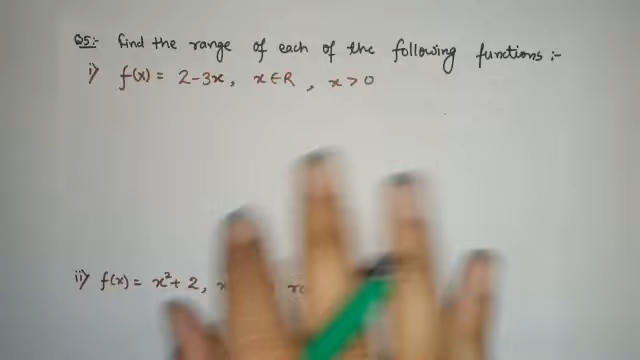 Q5:- Find the range of each of the following functions :-
i) f(x) = 2-3x, x ∈ R, x > 0
ii) f(x) = x² + 2,